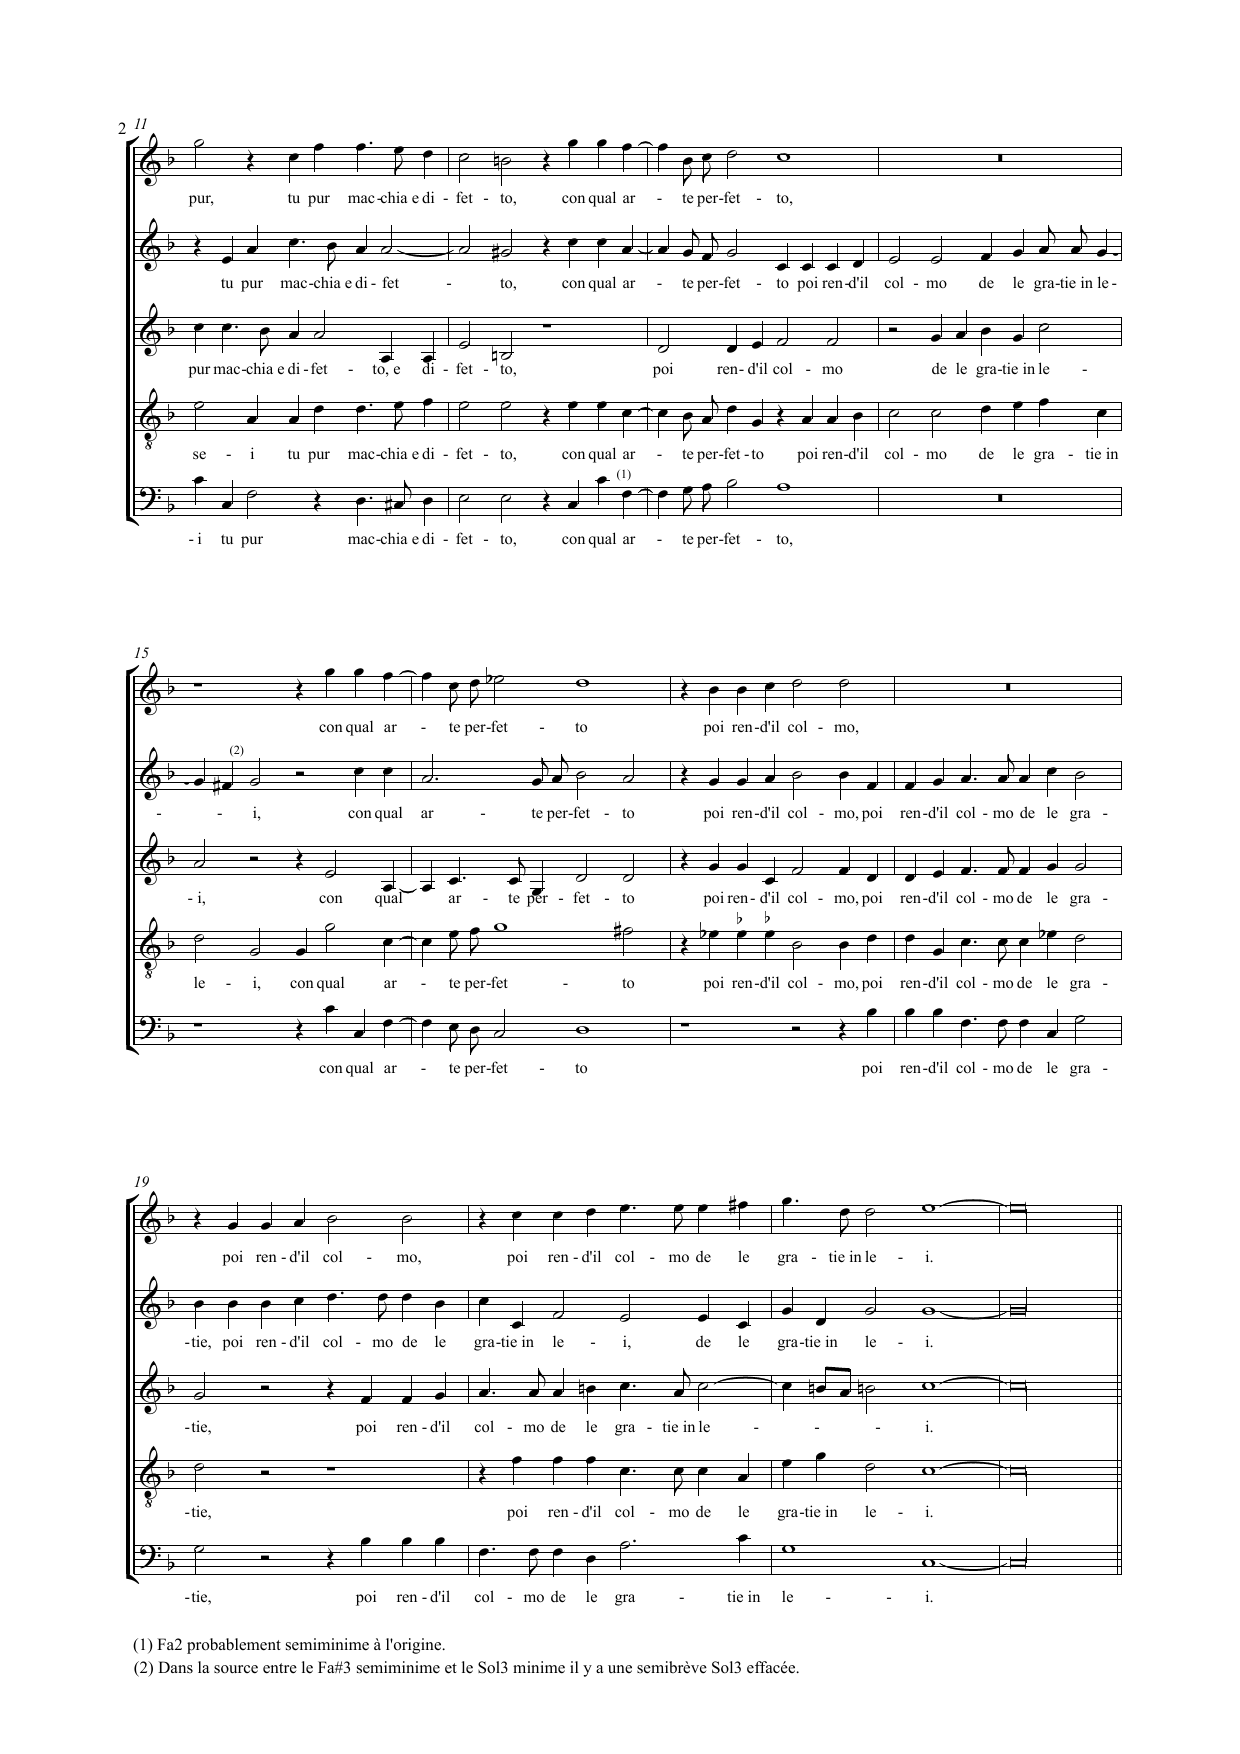 2
11
pur, tu pur mac-chia e di - fet - to, con qual ar - te per-fet - to,
tu pur mac-chia e di - fet - to, con qual ar - te per-fet - to poi ren-d'il col - mo de le gra-tie in le -
pur mac-chia e di - fet - to, e di - fet - to, poi ren-d'il col - mo de le gra-tie in le -
se - i tu pur mac-chia e di - fet - to, con qual ar - te per-fet - to poi ren-d'il col - mo de le gra - tie in
(1)
- i tu pur mac-chia e di - fet - to, con qual ar - te per-fet - to,
15
con qual ar - te per-fet - to poi ren-d'il col - mo,
(2)
- - i, con qual ar - te per-fet - to poi ren-d'il col - mo, poi ren-d'il col - mo de le gra -
- i, con qual ar - te per - fet - to poi ren-d'il col - mo, poi ren-d'il col - mo de le gra -
le - i, con qual ar - te per-fet - to poi ren-d'il col - mo, poi ren-d'il col - mo de le gra -
con qual ar - te per-fet - to poi ren-d'il col - mo de le gra -
19
poi ren - d'il col - mo, poi ren - d'il col - mo de le gra - tie in le - i.
-tie, poi ren - d'il col - mo de le gra-tie in le - i, de le gra-tie in le - i.
-tie, poi ren - d'il col - mo de le gra - tie in le - - - i.
-tie, poi ren - d'il col - mo de le gra-tie in le - i.
-tie, poi ren - d'il col - mo de le gra - tie in le - - i.
(1) Fa2 probablement semiminime à l'origine.
(2) Dans la source entre le Fa#3 semiminime et le Sol3 minime il y a une semibrève Sol3 effacée.